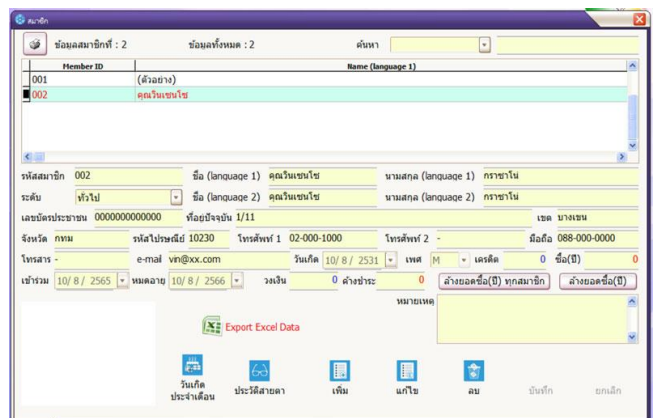 สมาชิก
ข้อมูลสมาชิกที่ : 2 ข้อมูลทั้งหมด : 2 ค้นหา
Member ID Name (language 1)
001 (ตัวอย่าง)
002 คุณวินเซนโซ่
รหัสสมาชิก 002 ชื่อ (language 1) คุณวินเซนโซ่ นามสกุล (language 1) กราซาโน่
ระดับ ทั่วไป ชื่อ (language 2) คุณวินเซนโซ่ นามสกุล (language 2) กราซาโน่
เลขบัตรประชาชน 0000000000000 ที่อยู่ปัจจุบัน 1/11 เขต บางเขน
จังหวัด กทม รหัสไปรษณีย์ 10230 โทรศัพท์ 1 02-000-1000 โทรศัพท์ 2 - มือถือ 088-000-0000
โทรสาร - e-mail vin@xx.com วันเกิด 10/ 8 / 2531 เพศ M เครดิต 0 ซื้อ(ปี) 0
เข้าร่วม 10/ 8 / 2565 หมดอายุ 10/ 8 / 2566 วงเงิน 0 ค้างชำระ 0 ล้างยอดซื้อ(ปี) ทุกสมาชิก ล้างยอดซื้อ(ปี)
หมายเหตุ
Export Excel Data
วันเกิด
ประจำเดือน ประวัติสายตา เพิ่ม แก้ไข ลบ บันทึก ยกเลิก